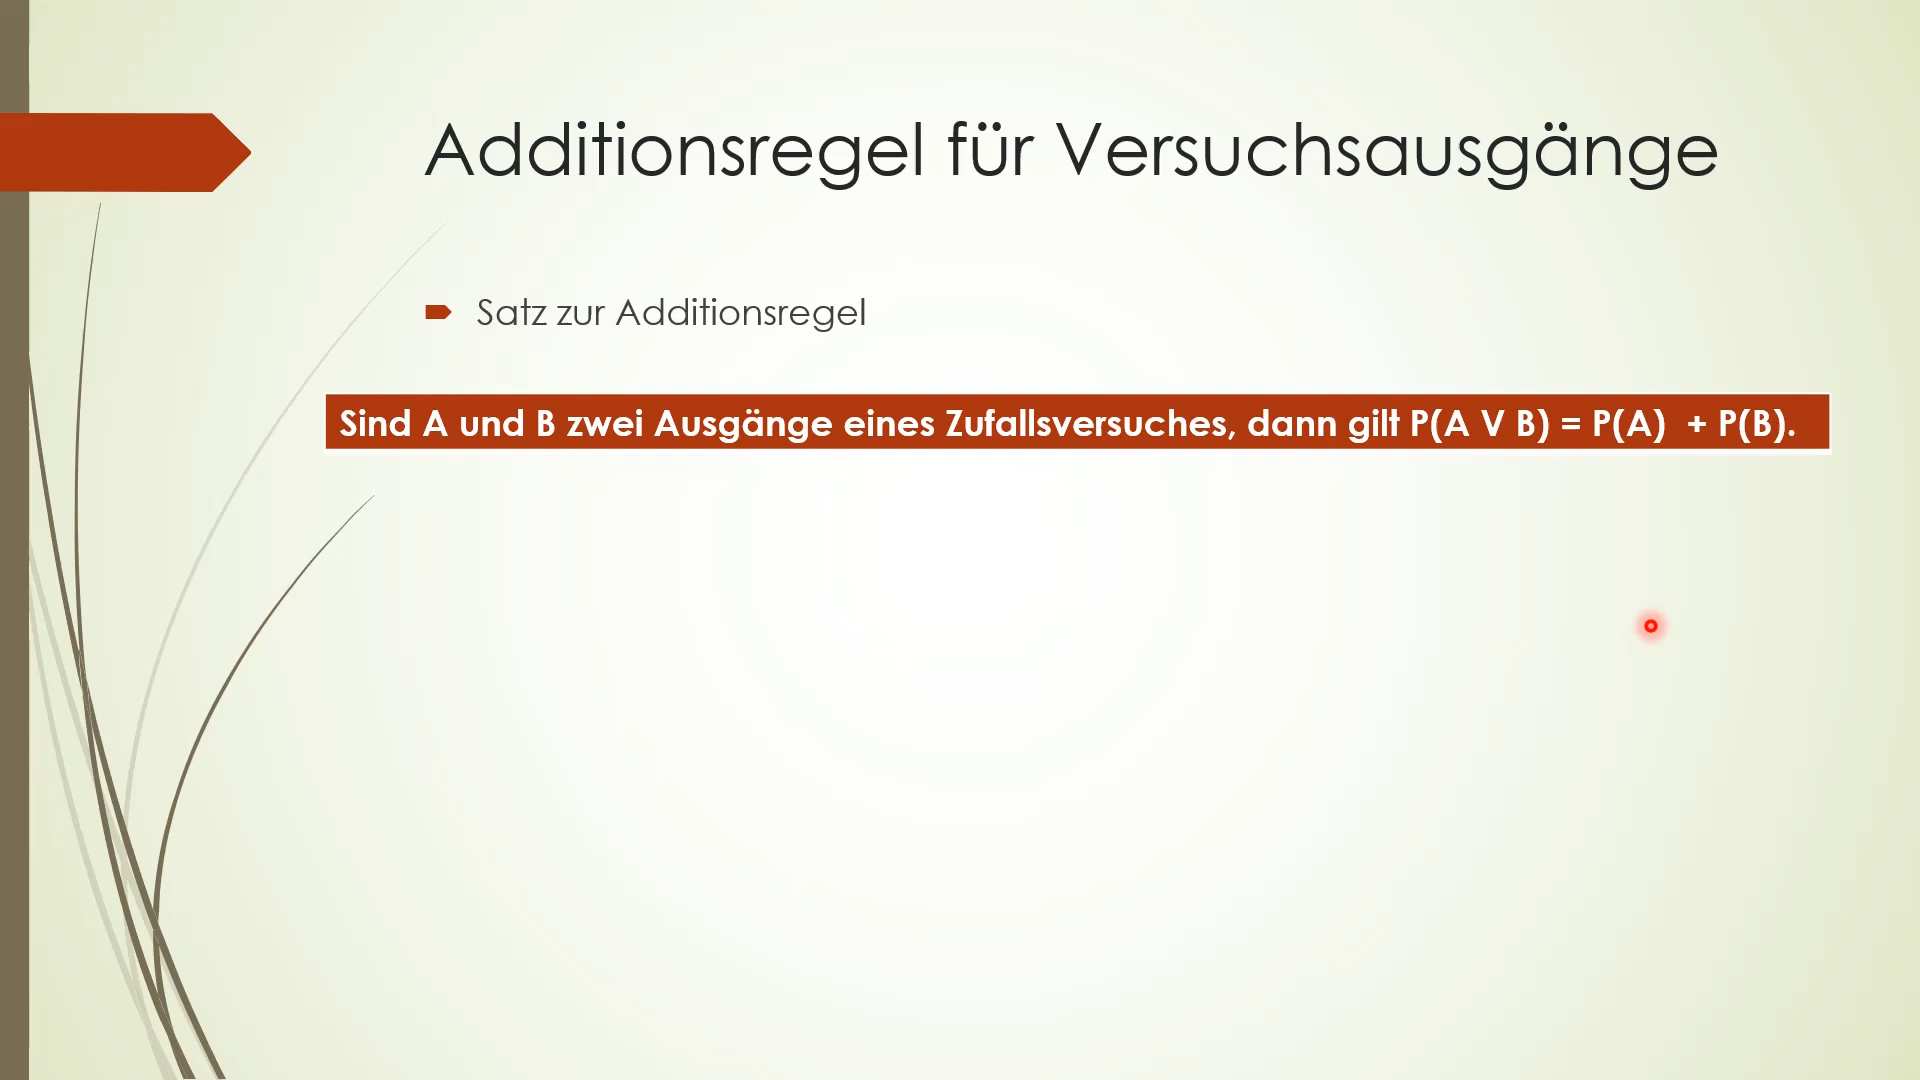 Additionsregel für Versuchsausgänge
Satz zur Additionsregel
Sind A und B zwei Ausgänge eines Zufallsversuches, dann gilt P(A V B) = P(A) + P(B).